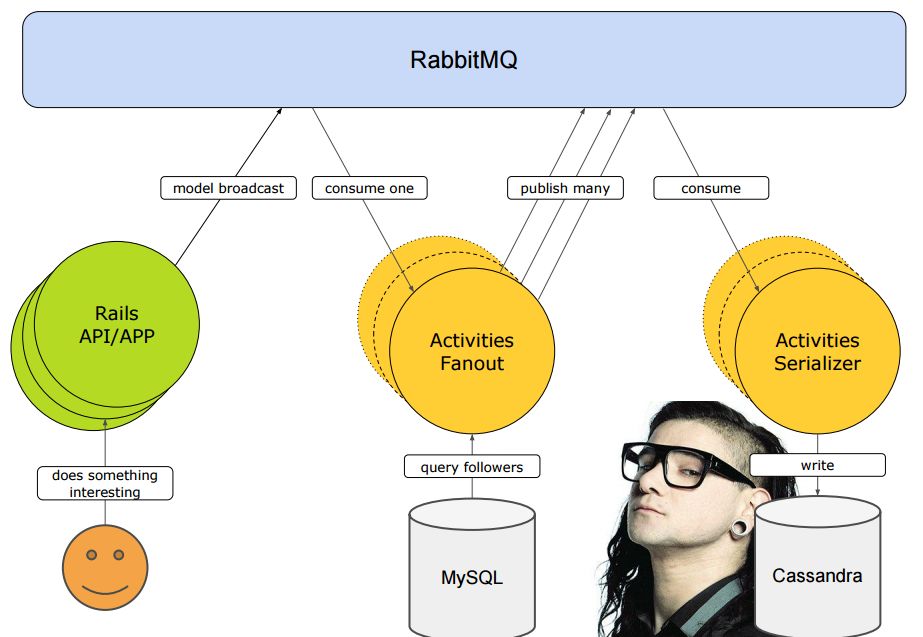 RabbitMQ
model broadcast
consume one
publish many
consume
Rails
API/APP
Activities
Fanout
Activities
Serializer
does something
interesting
query followers
write
MySQL
Cassandra